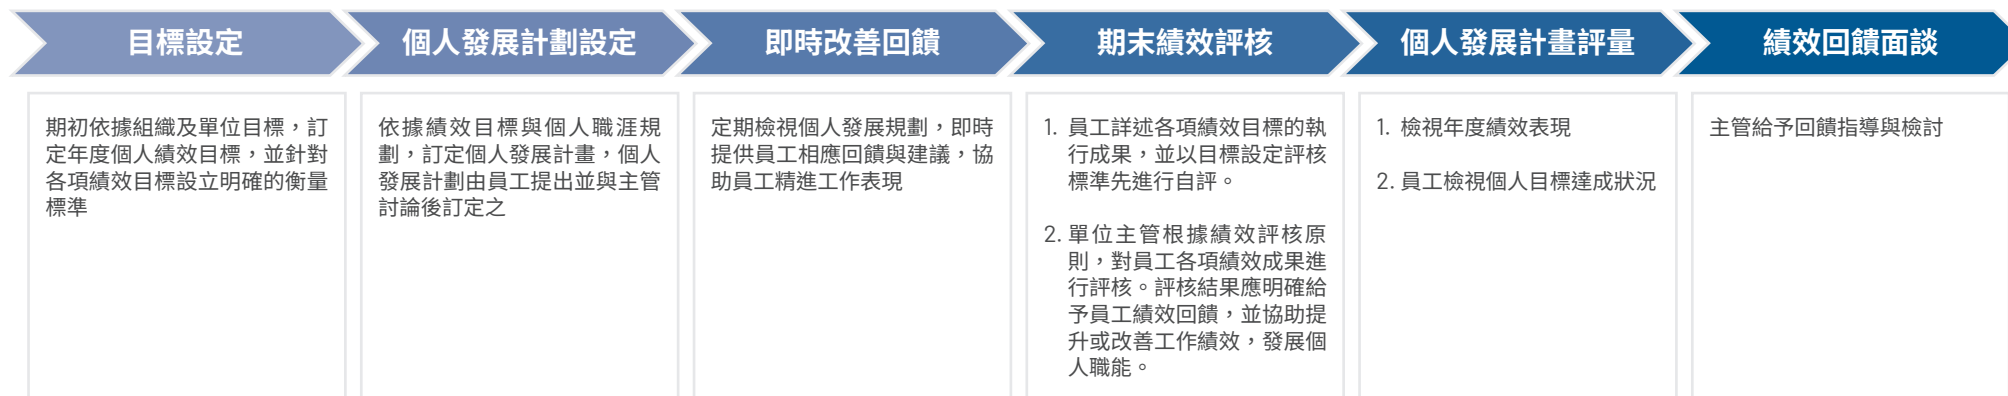 目標設定
個人發展計劃設定
即時改善回饋
期末績效評核
個人發展計畫評量
績效回饋面談
期初依據組織及單位目標，訂
定年度個人績效目標，並針對
各項績效目標設立明確的衡量
標準
依據績效目標與個人職涯規
劃，訂定個人發展計畫，個人
發展計劃由員工提出並與主管
討論後訂定之
定期檢視個人發展規劃，即時
提供員工相應回饋與建議，協
助員工精進工作表現
1. 員工詳述各項績效目標的執
行成果，並以目標設定評核
標準先進行自評。
2. 單位主管根據績效評核原
則，對員工各項績效成果進
行評核。評核結果應明確給
予員工績效回饋，並協助提
升或改善工作績效，發展個
人職能。
1. 檢視年度績效表現
2. 員工檢視個人目標達成狀況
主管給予回饋指導與檢討